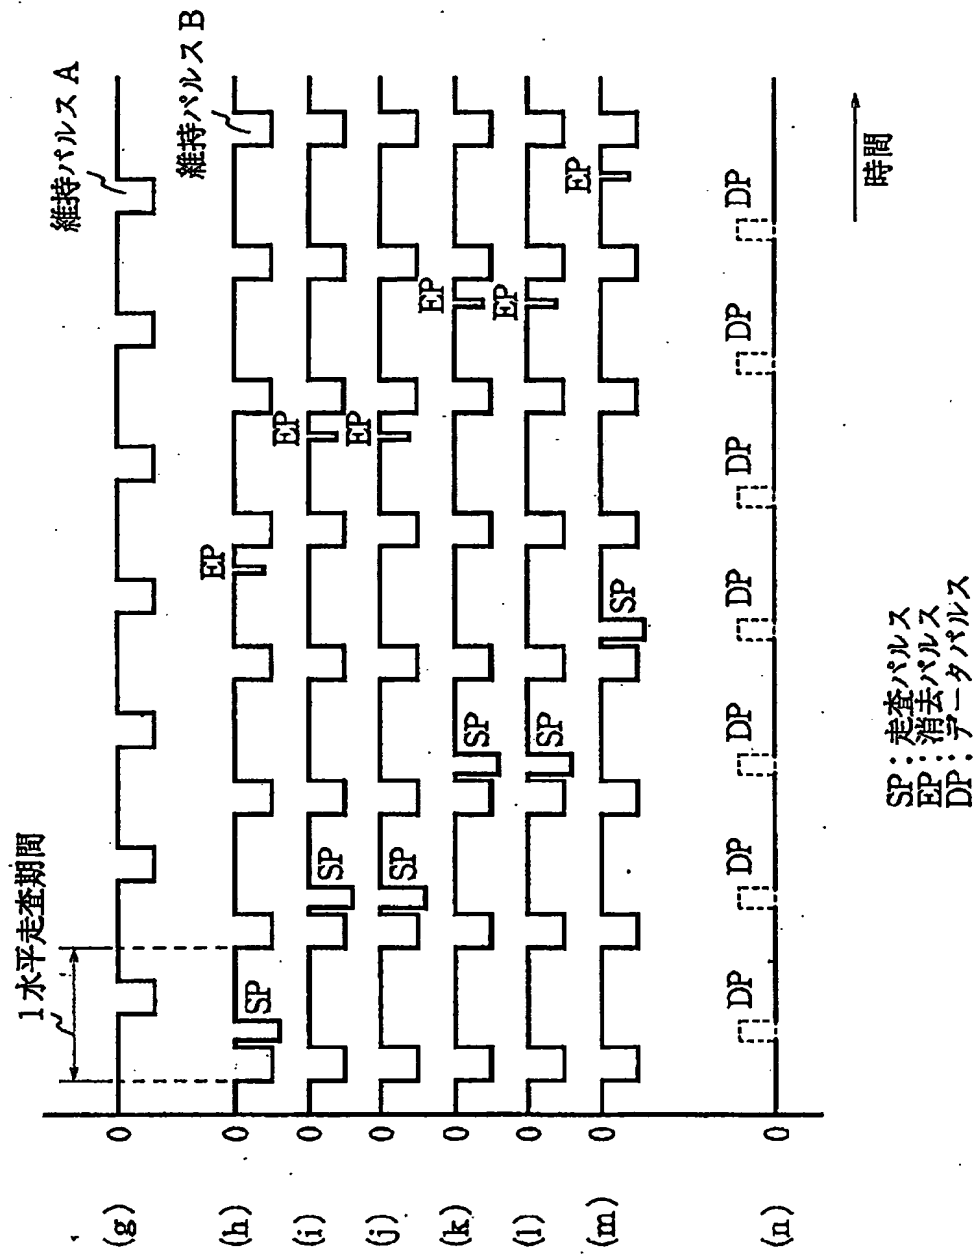 1水平走査期間
維持パルスA
維持パルスB
(g) 0
(h) 0 SP EP
(i) 0 SP EP
(j) 0 SP EP
(k) 0 SP EP
(l) 0 SP EP
(m) 0 SP EP
(n) 0 DP DP DP DP DP DP DP
時間
SP：走査パルス
EP：消去パルス
DP：データパルス